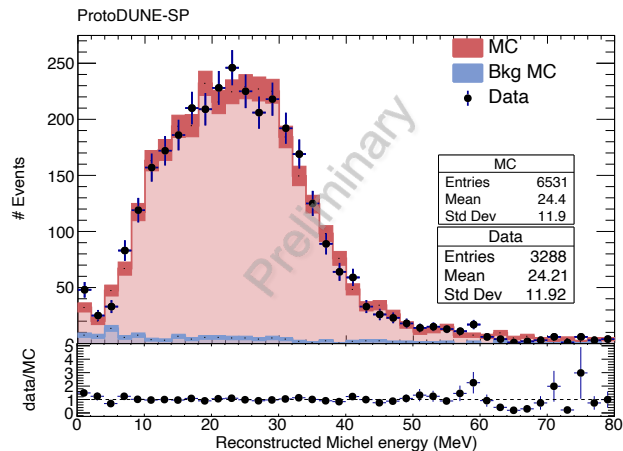 ProtoDUNE-SP
250
200
150
100
50
# Events
MC
Bkg MC
Data
Preliminary
MC
Entries 6531
Mean 24.4
Std Dev 11.9
Data
Entries 3288
Mean 24.21
Std Dev 11.92
5
4
3
2
1
0
data/MC
0 10 20 30 40 50 60 70 80
Reconstructed Michel energy (MeV)